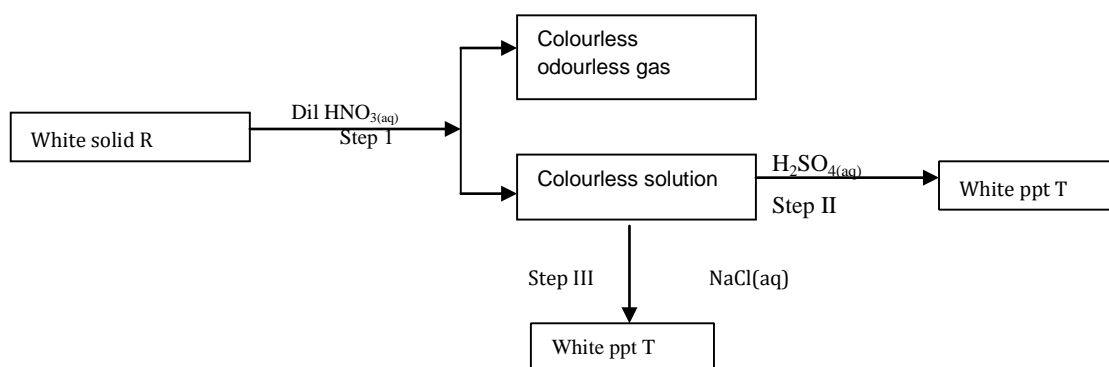 Colourless
odourless gas
Dil HNO3(aq)
White solid R
Step 1
Colourless solution
H2SO4(aq)
Step II
White ppt T
Step III
NaCl(aq)
White ppt T